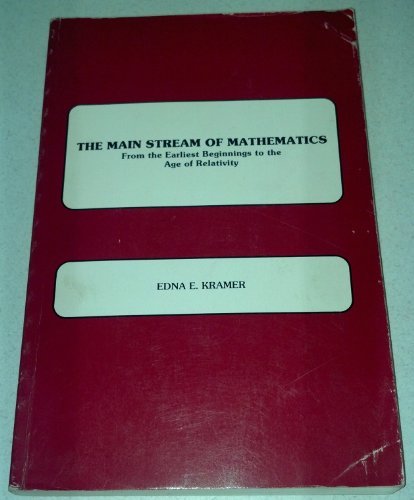 THE MAIN STREAM OF MATHEMATICS
From the Earliest Beginnings to the
Age of Relativity
EDNA E. KRAMER